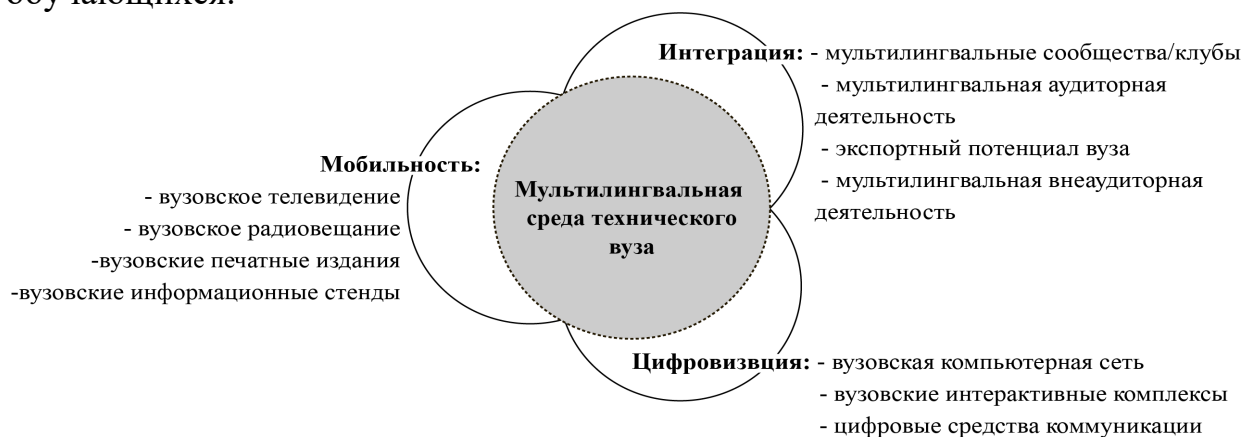 обучающихся.
Интеграция: - мультилингвальные сообщества/клубы
- мультилингвальная аудиторная
деятельность
- экспортный потенциал вуза
- мультилингвальная внеаудиторная
деятельность
Мобильность:
- вузовское телевидение
- вузовское радиовещание
-вузовские печатные издания
-вузовские информационные стенды
Мультилингвальная
среда технического
вуза
Цифровизвция: - вузовская компьютерная сеть
- вузовские интерактивные комплексы
- цифровые средства коммуникации